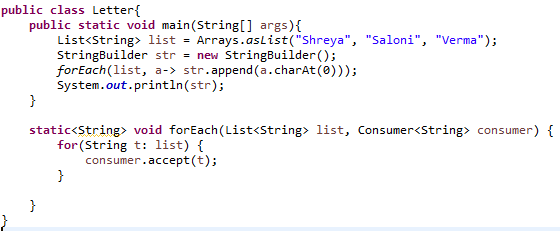 public class Letter{
    public static void main(String[] args){
        List<String> list = Arrays.asList("Shreya", "Saloni", "Verma");
        StringBuilder str = new StringBuilder();
        forEach(list, a-> str.append(a.charAt(0)));
        System.out.println(str);
    }

    static<String> void forEach(List<String> list, Consumer<String> consumer) {
        for(String t: list) {
            consumer.accept(t);
        }

    }
}